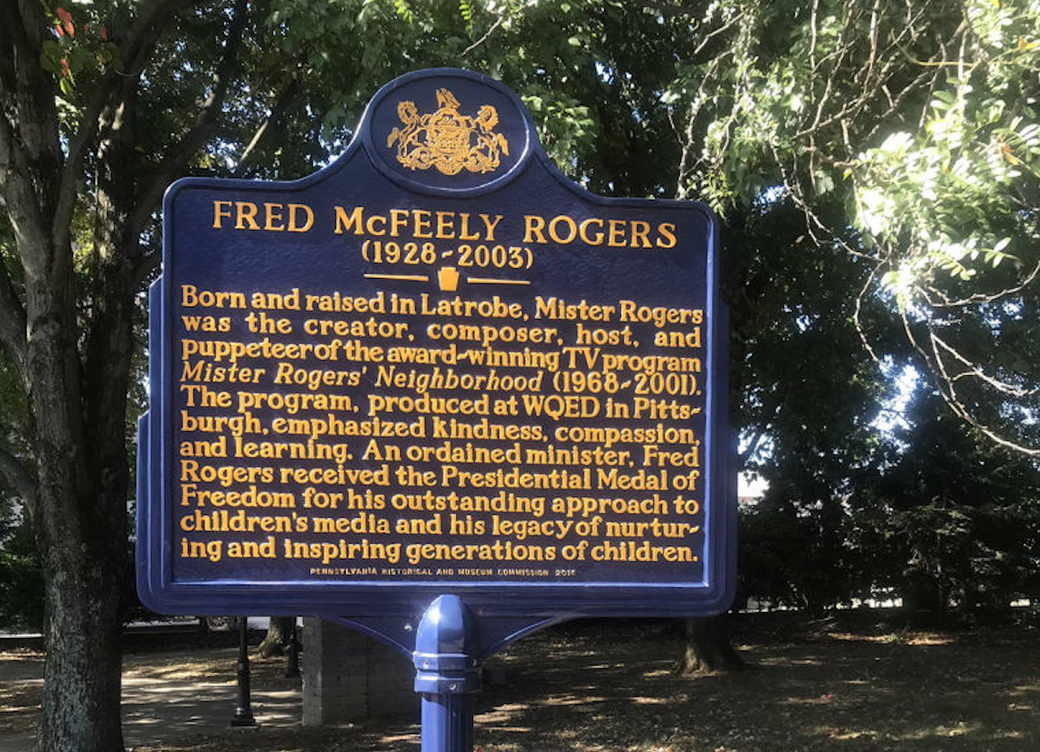 FRED McFEELY ROGERS
(1928-2003)
Born and raised in Latrobe, Mister Rogers
was the creator, composer, host, and
puppeteer of the award-winning TV program
Mister Rogers' Neighborhood (1968-2001).
The program, produced at WQED in Pitts-
burgh, emphasized kindness, compassion,
and learning. An ordained minister, Fred
Rogers received the Presidential Medal of
Freedom for his outstanding approach to
children's media and his legacy of nurtur-
ing and inspiring generations of children.
PENNSYLVANIA HISTORICAL AND MUSEUM COMMISSION 2016